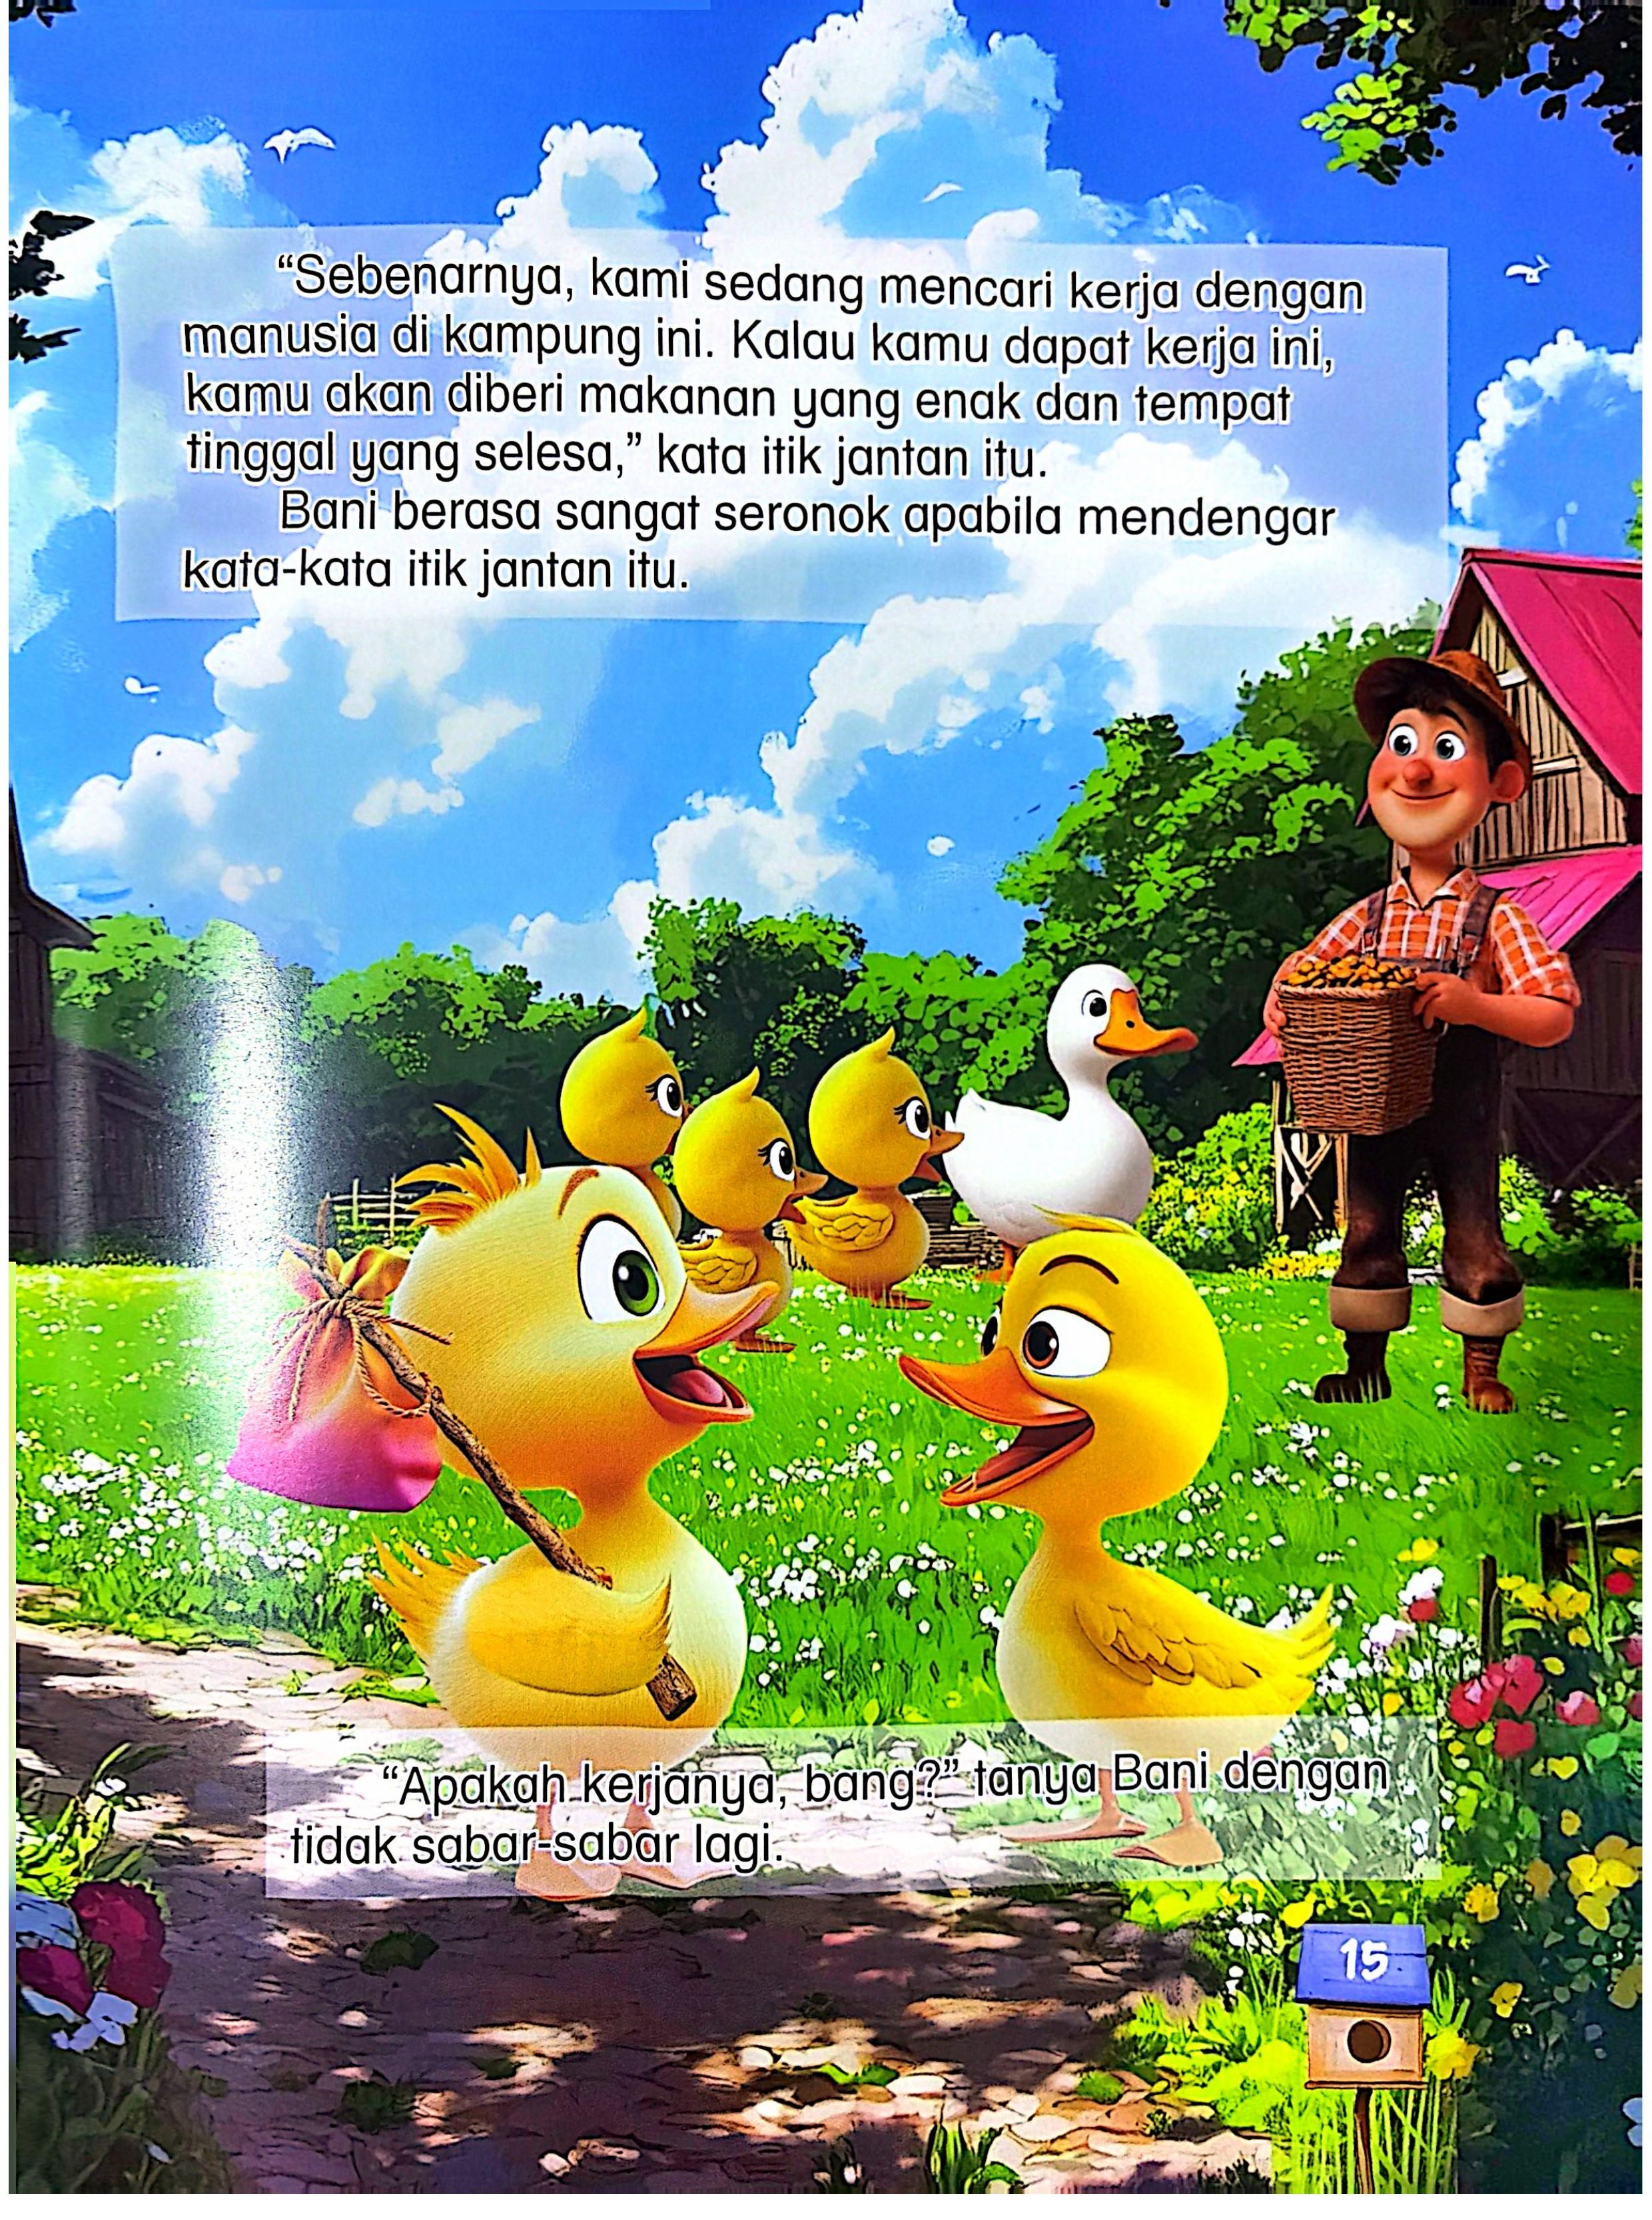 “Sebenarnya, kami sedang mencari kerja dengan
manusia di kampung ini. Kalau kamu dapat kerja ini,
kamu akan diberi makanan yang enak dan tempat
tinggal yang selesa,” kata itik jantan itu.
Bani berasa sangat seronok apabila mendengar
kata-kata itik jantan itu.
“Apakah kerjanya, bang?” tanya Bani dengan
tidak sabar-sabar lagi.
15